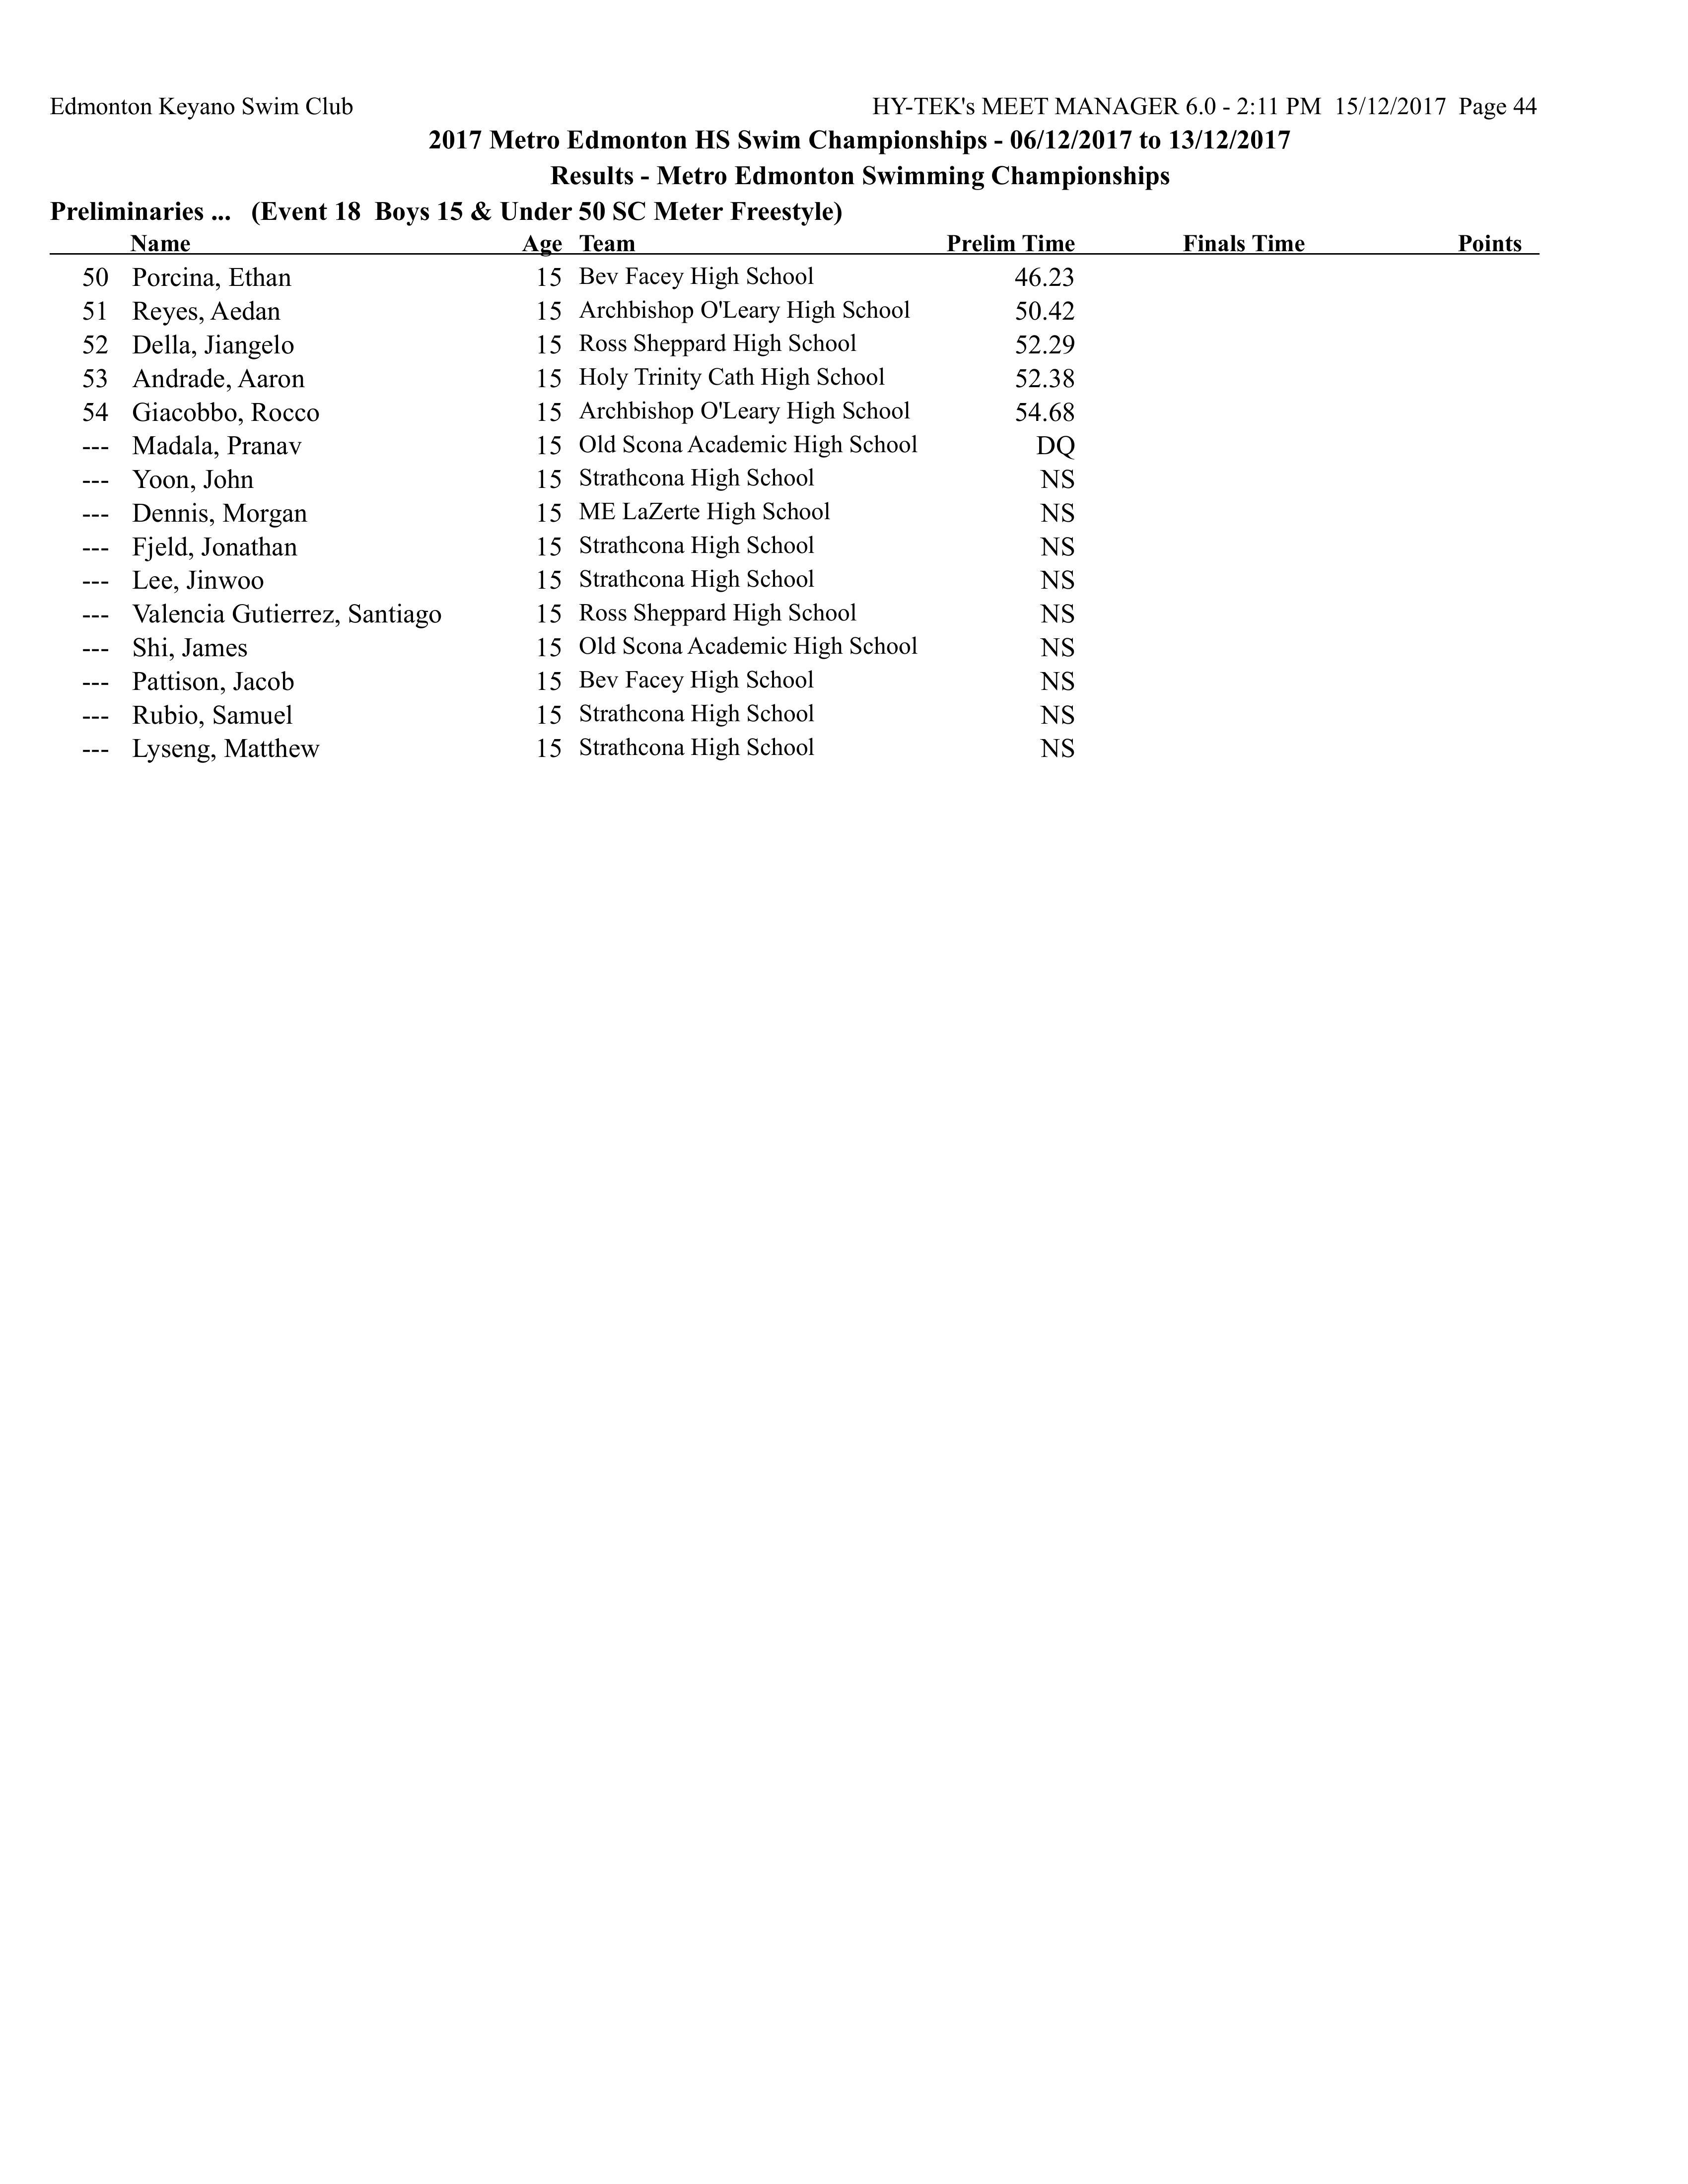 Edmonton Keyano Swim Club HY-TEK's MEET MANAGER 6.0 - 2:11 PM 15/12/2017 Page 44
2017 Metro Edmonton HS Swim Championships - 06/12/2017 to 13/12/2017
Results - Metro Edmonton Swimming Championships
Preliminaries ... (Event 18 Boys 15 & Under 50 SC Meter Freestyle)
Name Age Team Prelim Time Finals Time Points
50 Porcina, Ethan 15 Bev Facey High School 46.23
51 Reyes, Aedan 15 Archbishop O'Leary High School 50.42
52 Della, Jiangelo 15 Ross Sheppard High School 52.29
53 Andrade, Aaron 15 Holy Trinity Cath High School 52.38
54 Giacobbo, Rocco 15 Archbishop O'Leary High School 54.68
--- Madala, Pranav 15 Old Scona Academic High School DQ
--- Yoon, John 15 Strathcona High School NS
--- Dennis, Morgan 15 ME LaZerte High School NS
--- Fjeld, Jonathan 15 Strathcona High School NS
--- Lee, Jinwoo 15 Strathcona High School NS
--- Valencia Gutierrez, Santiago 15 Ross Sheppard High School NS
--- Shi, James 15 Old Scona Academic High School NS
--- Pattison, Jacob 15 Bev Facey High School NS
--- Rubio, Samuel 15 Strathcona High School NS
--- Lyseng, Matthew 15 Strathcona High School NS